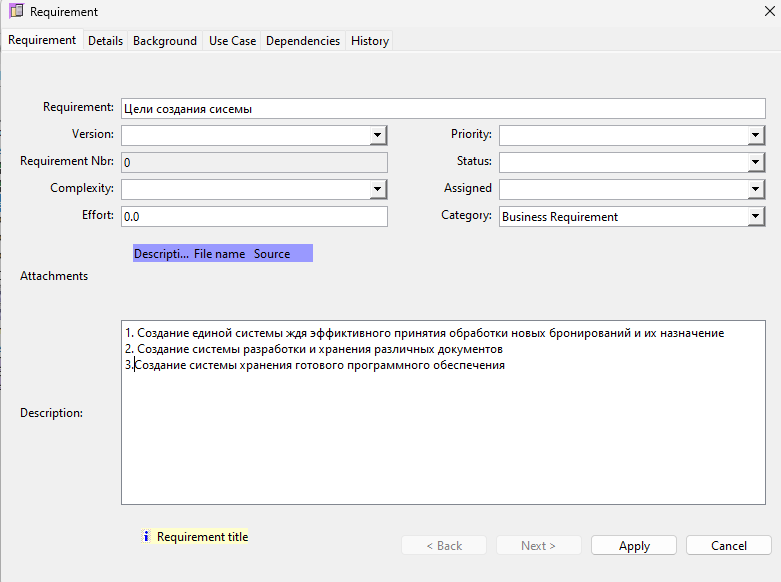 Requirement
Requirement Details Background Use Case Dependencies History
Requirement: Цели создания сисемы
Version: Priority:
Requirement Nbr: 0 Status:
Complexity: Assigned
Effort: 0.0 Category: Business Requirement
Descripti... File name Source
Attachments
1. Создание единой системы ждя эффиктивного принятия обработки новых бронирований и их назначение
2. Создание системы разработки и хранения различных документов
3.Создание системы хранения готового программного обеспечения
Description:
Requirement title
< Back Next > Apply Cancel